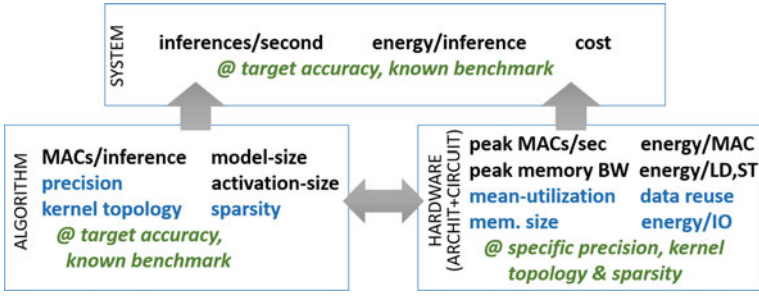 SYSTEM
inferences/second energy/inference cost
@ target accuracy, known benchmark
ALGORITHM
MACs/inference model-size
precision activation-size
kernel topology sparsity
@ target accuracy,
known benchmark
HARDWARE
(ARCHIT+CIRCUIT)
peak MACs/sec energy/MAC
peak memory BW energy/LD,ST
mean-utilization data reuse
mem. size energy/IO
@ specific precision, kernel
topology & sparsity